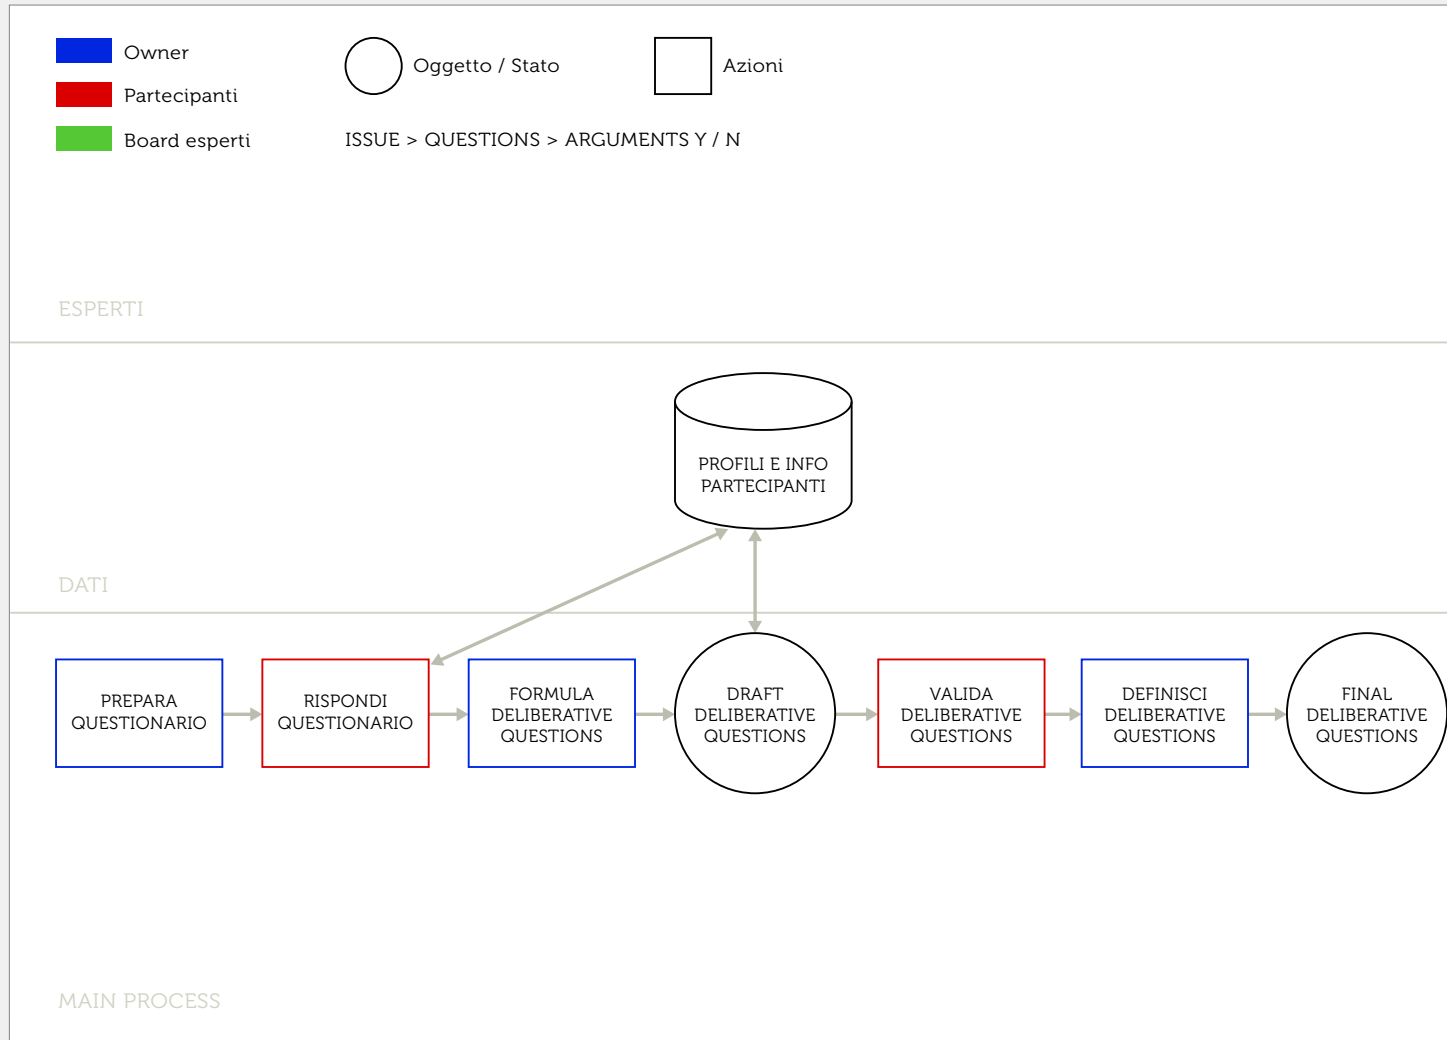 Owner
Partecipanti
Board esperti
Oggetto / Stato
Azioni
ISSUE > QUESTIONS > ARGUMENTS Y / N
ESPERTI
PROFILI E INFO
PARTECIPANTI
DATI
PREPARA
QUESTIONARIO
RISPONDI
QUESTIONARIO
FORMULA
DELIBERATIVE
QUESTIONS
DRAFT
DELIBERATIVE
QUESTIONS
VALIDA
DELIBERATIVE
QUESTIONS
DEFINISCI
DELIBERATIVE
QUESTIONS
FINAL
DELIBERATIVE
QUESTIONS
MAIN PROCESS